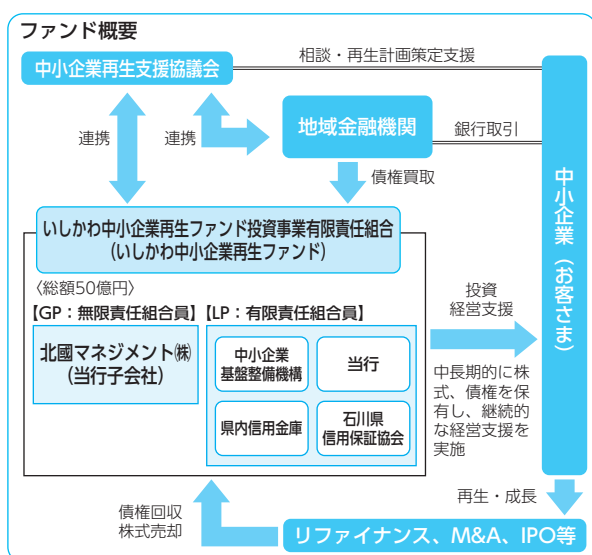 ファンド概要
中小企業再生支援協議会
相談・再生計画策定支援
連携
連携
地域金融機関
銀行取引
債権買取
中小企業（お客さま）
いしかわ中小企業再生ファンド投資事業有限責任組合
(いしかわ中小企業再生ファンド)
〈総額50億円〉
【GP：無限責任組合員】
【LP：有限責任組合員】
北國マネジメント㈱
(当行子会社)
中小企業
基盤整備機構
当行
県内信用金庫
石川県
信用保証協会
投資
経営支援
中長期的に株
式、債権を保
有し、継続的
な経営支援を
実施
再生・成長
債権回収
株式売却
リファイナンス、M&A、IPO等